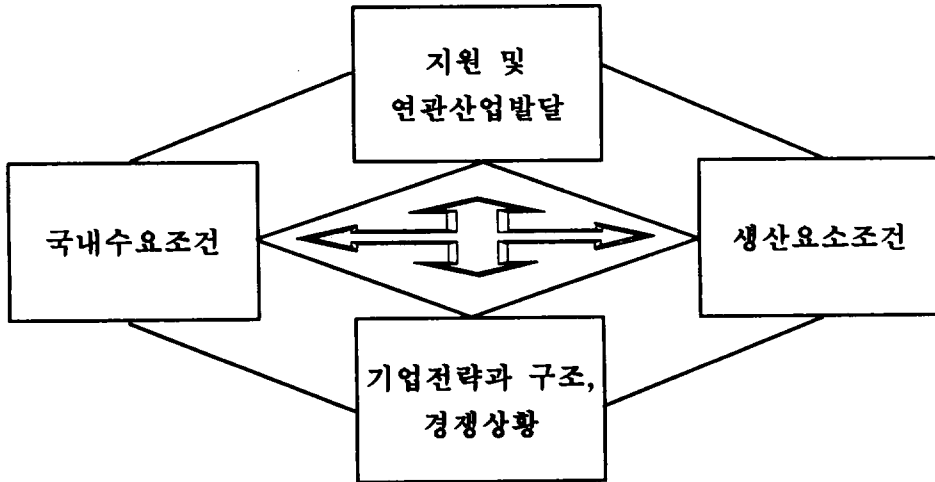 지원 및
연관산업발달
국내수요조건
생산요소조건
기업전략과 구조,
경쟁상황